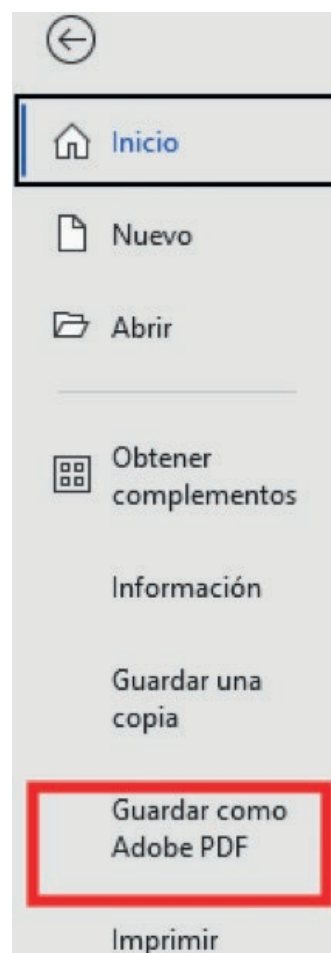 Inicio
Nuevo
Abrir
Obtener
complementos
Información
Guardar una
copia
Guardar como
Adobe PDF
Imprimir